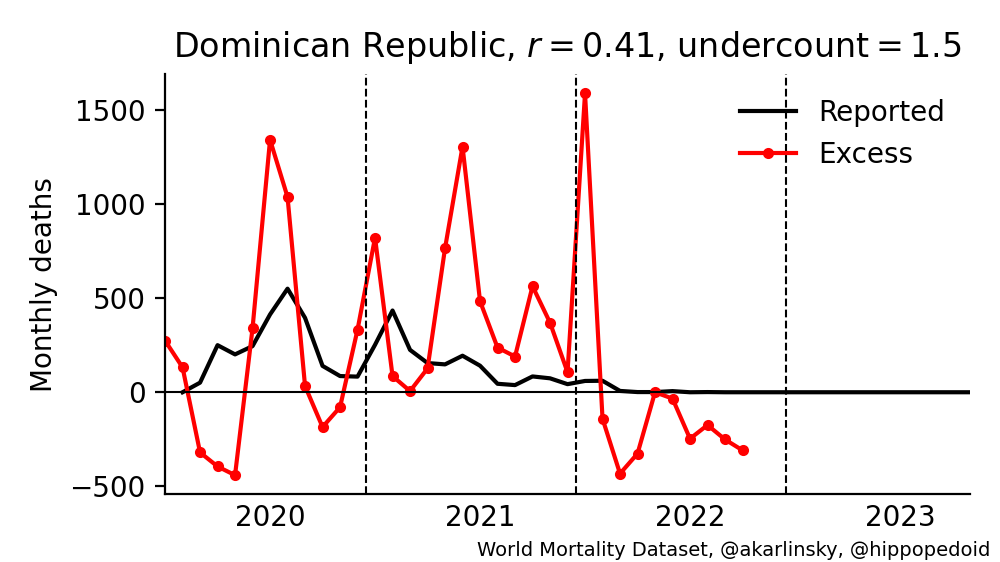 Dominican Republic, r = 0.41, undercount = 1.5
Reported
Excess
Monthly deaths
1500
1000
500
0
−500
2020 2021 2022 2023
World Mortality Dataset, @akarlinsky, @hippopedoid